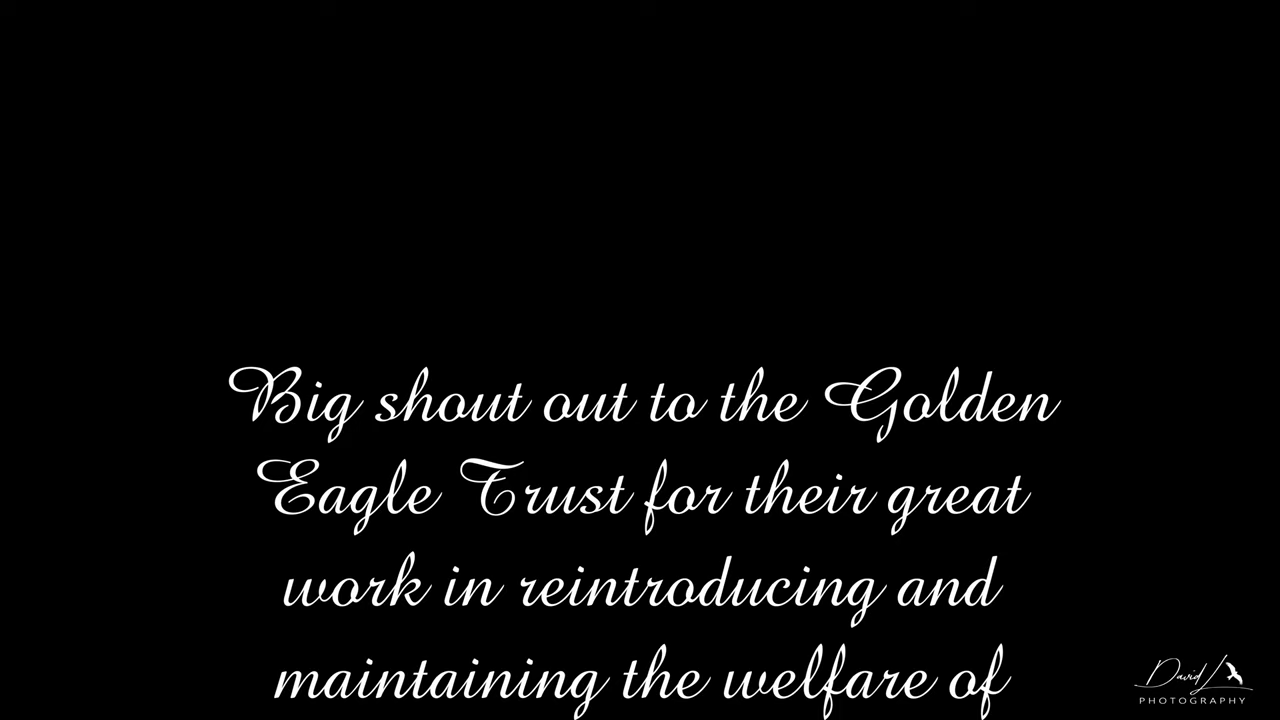 Big shout out to the Golden
Eagle Trust for their great
work in reintroducing and
maintaining the welfare of
David L
PHOTOGRAPHY